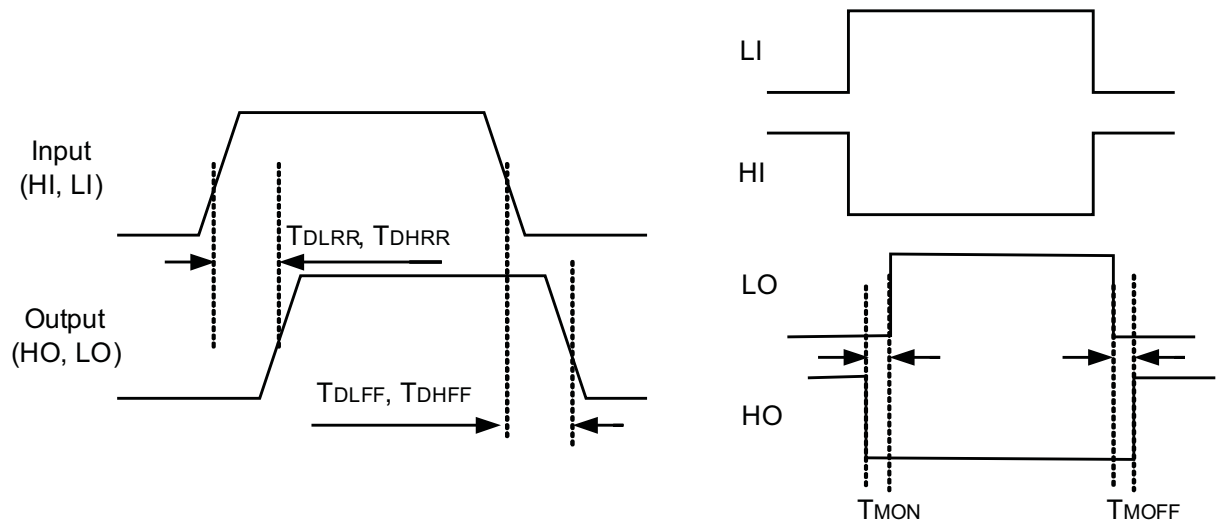 Input
(HI, LI)
TDLRR, TDHRR
Output
(HO, LO)
TDLFF, TDHFF
LI
HI
LO
HO
TMON
TMOFF